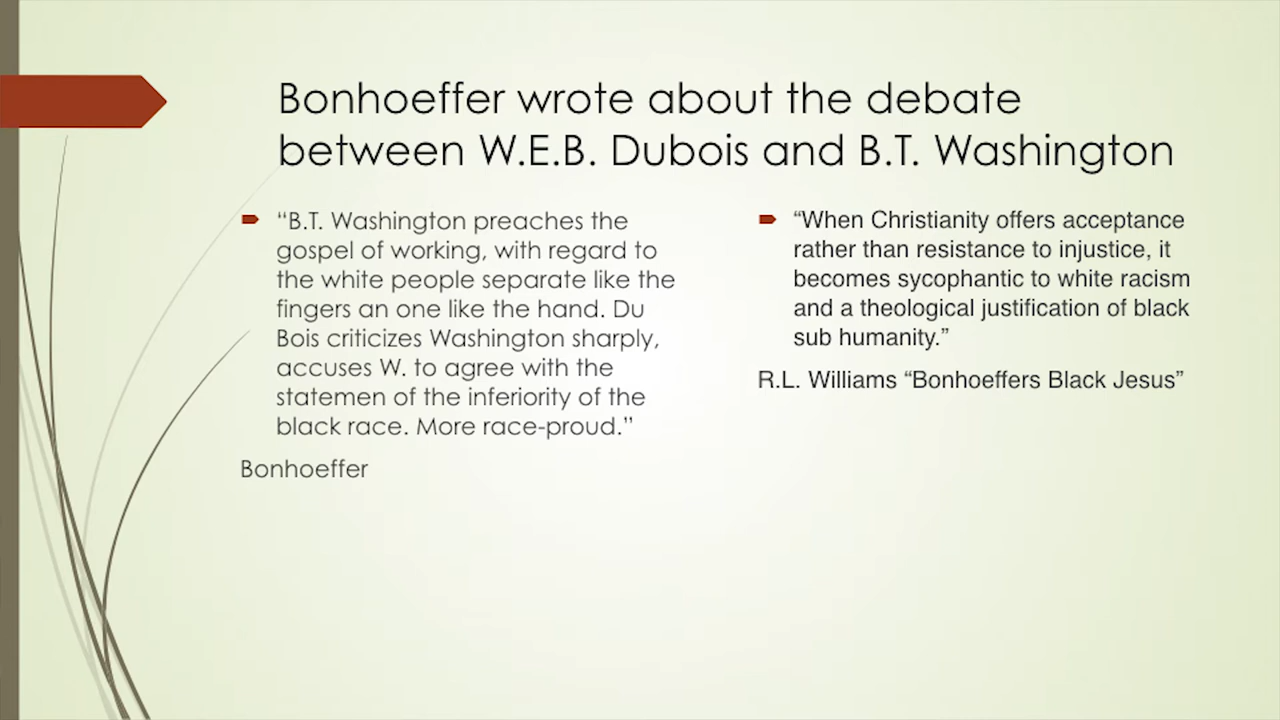 Bonhoeffer wrote about the debate
between W.E.B. Dubois and B.T. Washington
“B.T. Washington preaches the
gospel of working, with regard to
the white people separate like the
fingers an one like the hand. Du
Bois criticizes Washington sharply,
accuses W. to agree with the
statemen of the inferiority of the
black race. More race-proud.”
Bonhoeffer
“When Christianity offers acceptance
rather than resistance to injustice, it
becomes sycophantic to white racism
and a theological justification of black
sub humanity.”
R.L. Williams “Bonhoeffers Black Jesus”